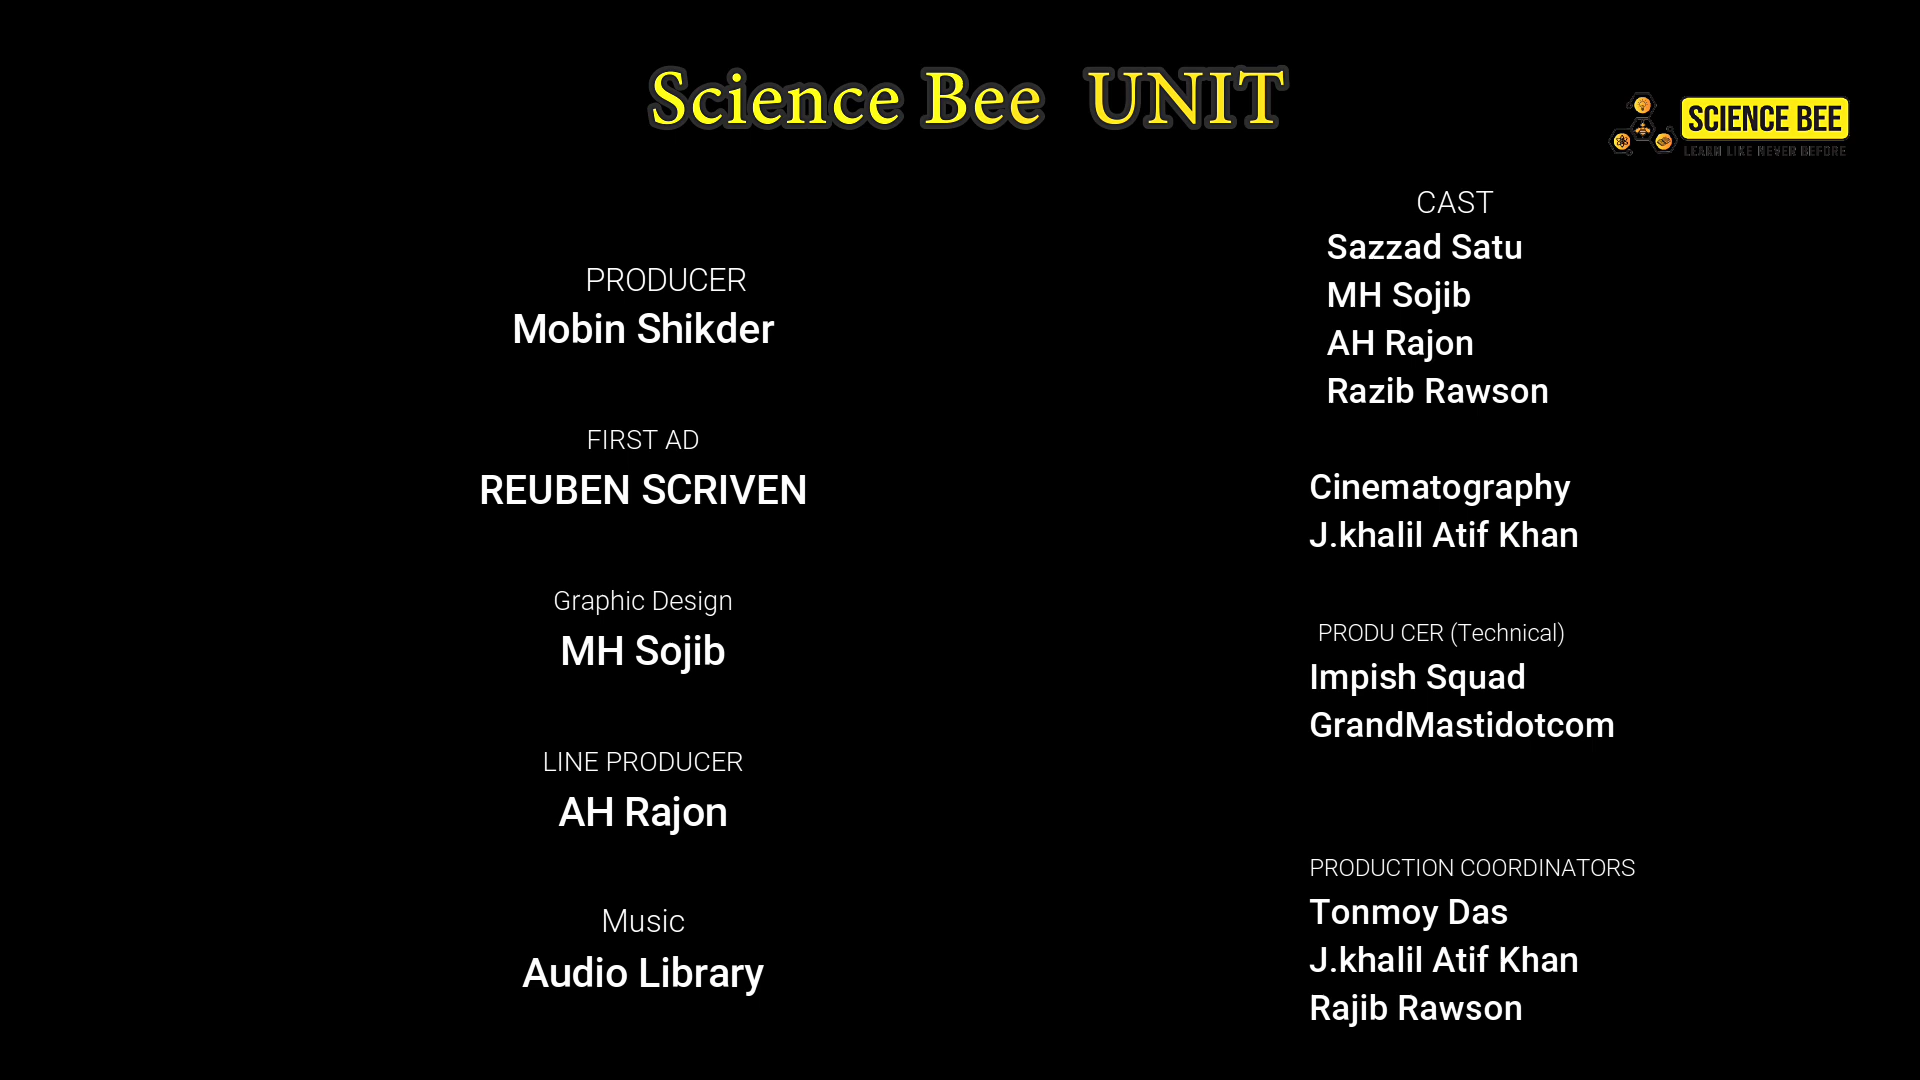 Science Bee UNIT
SCIENCE BEE
LEARN LIKE NEVER BEFORE
PRODUCER
Mobin Shikder
FIRST AD
REUBEN SCRIVEN
Graphic Design
MH Sojib
LINE PRODUCER
AH Rajon
Music
Audio Library
CAST
Sazzad Satu
MH Sojib
AH Rajon
Razib Rawson
Cinematography
J.khalil Atif Khan
PRODU CER (Technical)
Impish Squad
GrandMastidotcom
PRODUCTION COORDINATORS
Tonmoy Das
J.khalil Atif Khan
Rajib Rawson